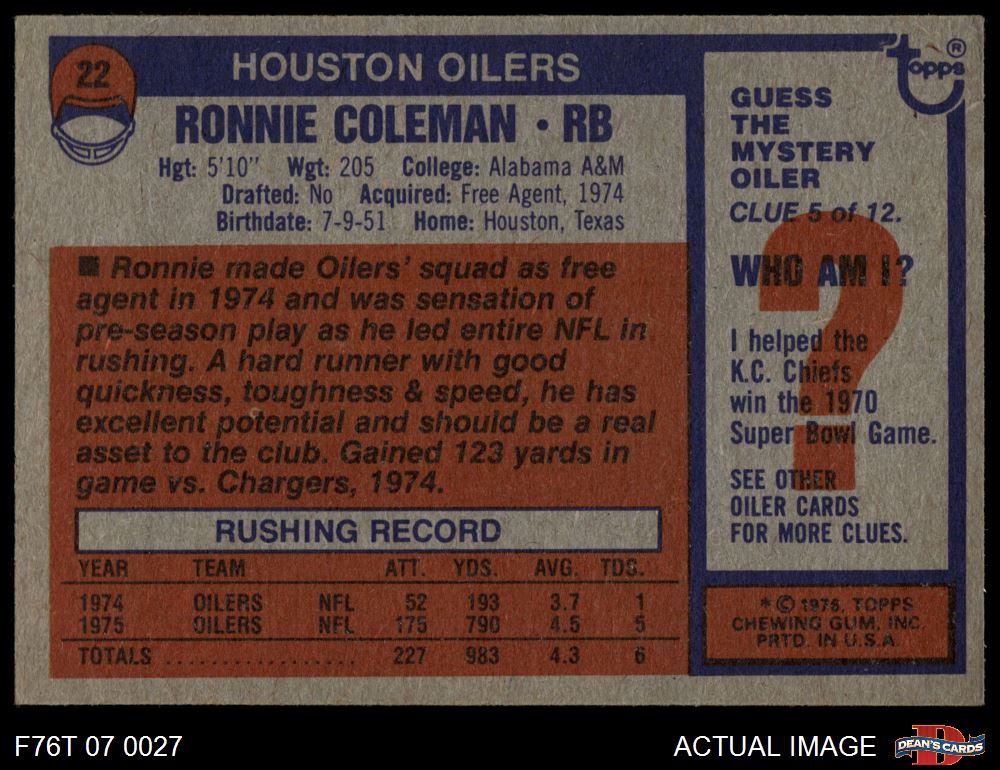 22
HOUSTON OILERS
RONNIE COLEMAN • RB
Hgt: 5'10" Wgt: 205 College: Alabama A&M
Drafted: No Acquired: Free Agent, 1974
Birthdate: 7-9-51 Home: Houston, Texas
■ Ronnie made Oilers' squad as free
agent in 1974 and was sensation of
pre-season play as he led entire NFL in
rushing. A hard runner with good
quickness, toughness & speed, he has
excellent potential and should be a real
asset to the club. Gained 123 yards in
game vs. Chargers, 1974.
RUSHING RECORD
YEAR TEAM ATT. YDS. AVG. TDS.
1974 OILERS NFL 52 193 3.7 1
1975 OILERS NFL 175 790 4.5 5
TOTALS .................. 227 983 4.3 6
topps ®
GUESS
THE
MYSTERY
OILER
CLUE 5 of 12.
?
WHO AM I?
I helped the
K.C. Chiefs
win the 1970
Super Bowl Game.
SEE OTHER
OILER CARDS
FOR MORE CLUES.
* © 1976, TOPPS
CHEWING GUM, INC.
PRTD. IN U.S.A.
F76T 07 0027
ACTUAL IMAGE
D
DEAN'S CARDS